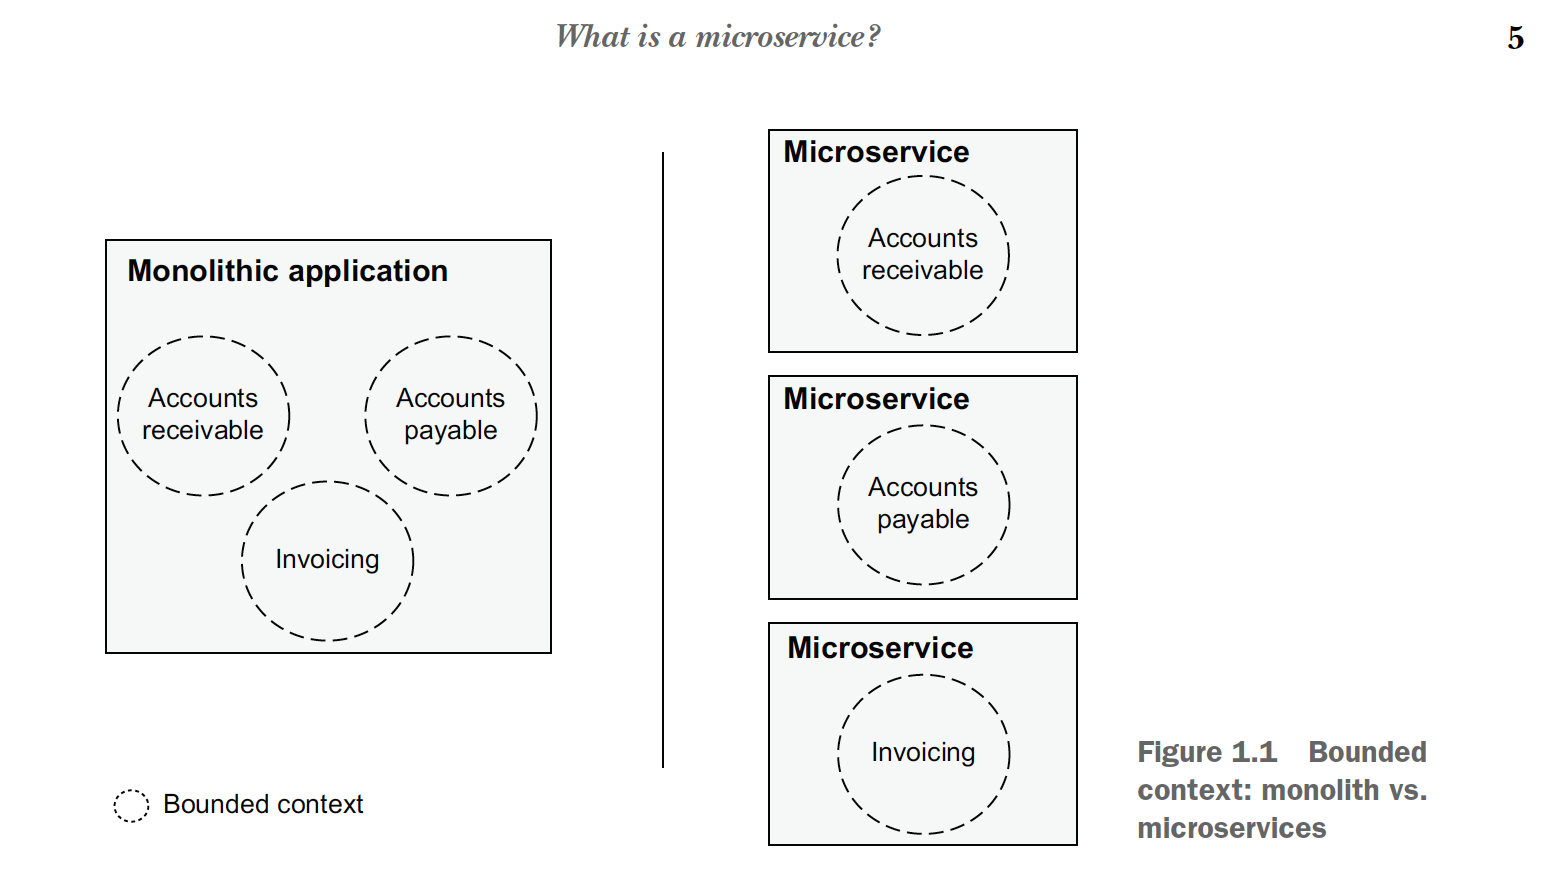 What is a microservice?
5
Monolithic application
Accounts
receivable
Accounts
payable
Invoicing
Bounded context
Microservice
Accounts
receivable
Microservice
Accounts
payable
Microservice
Invoicing
Figure 1.1 Bounded
context: monolith vs.
microservices